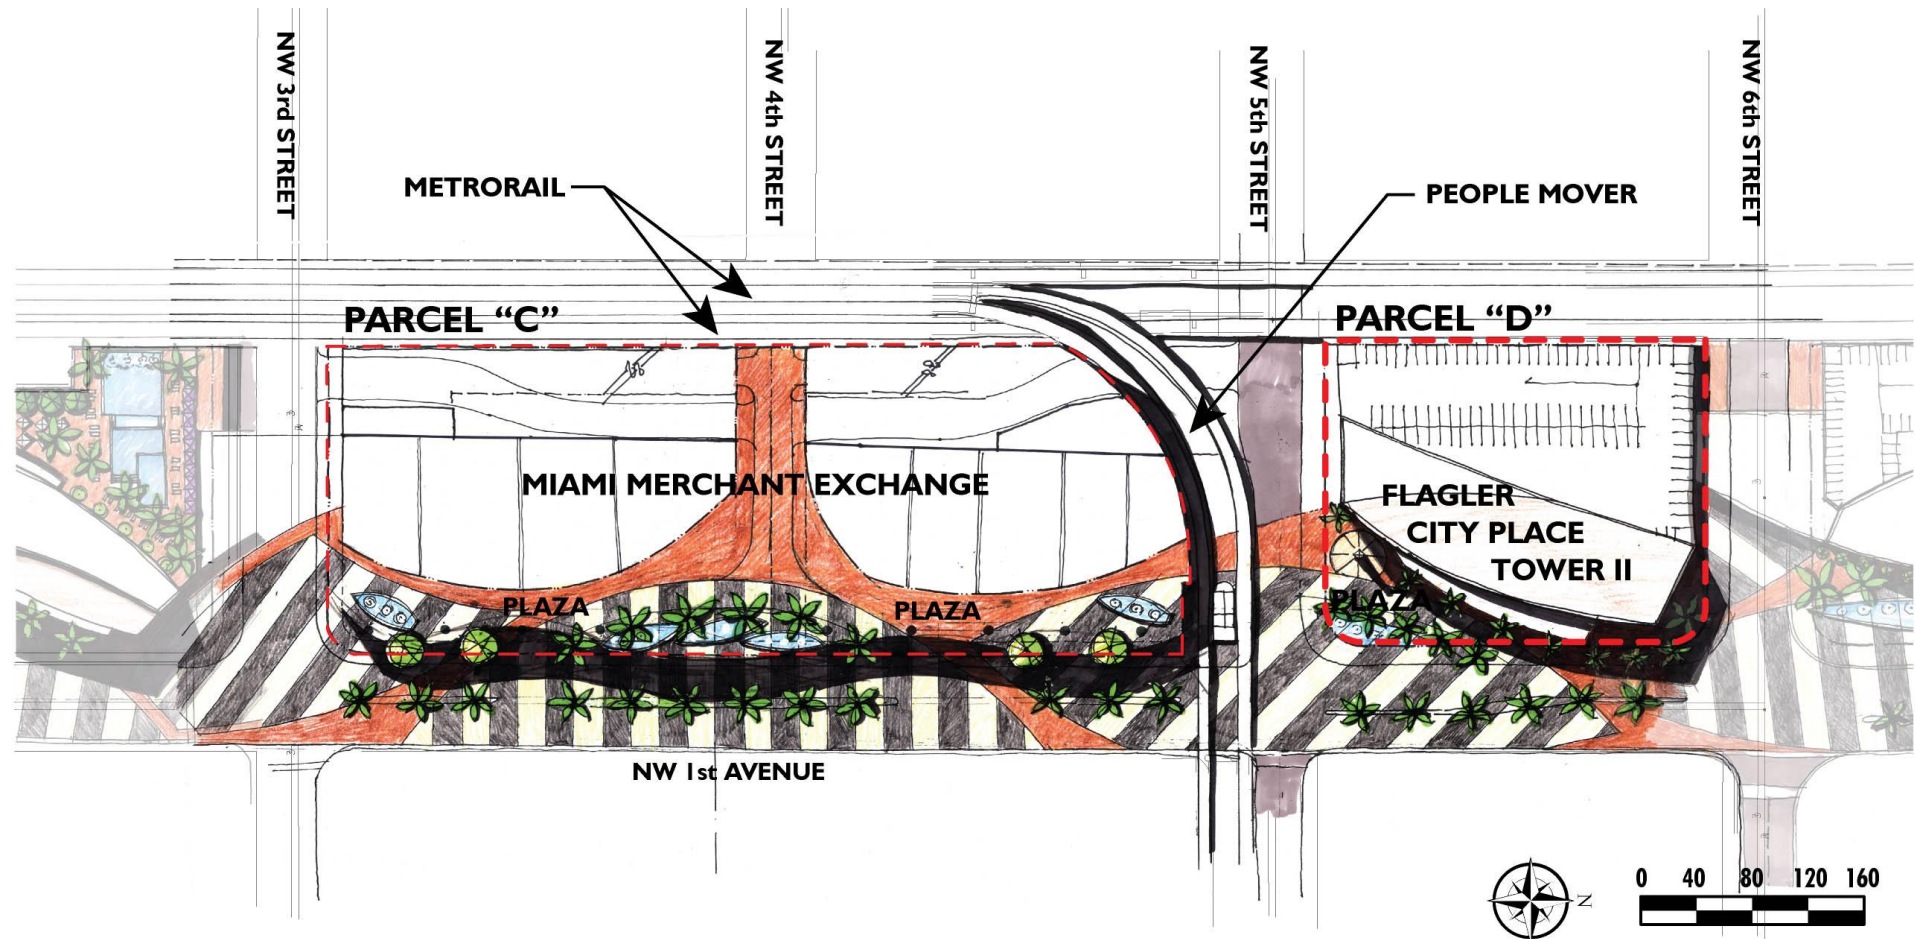 NW 3rd STREET
NW 4th STREET
NW 5th STREET
NW 6th STREET
METRORAIL
PEOPLE MOVER
PARCEL “C”
PARCEL “D”
MIAMI MERCHANT EXCHANGE
FLAGLER
CITY PLACE
TOWER II
PLAZA
PLAZA
PLAZA
NW 1st AVENUE
N
0 40 80 120 160